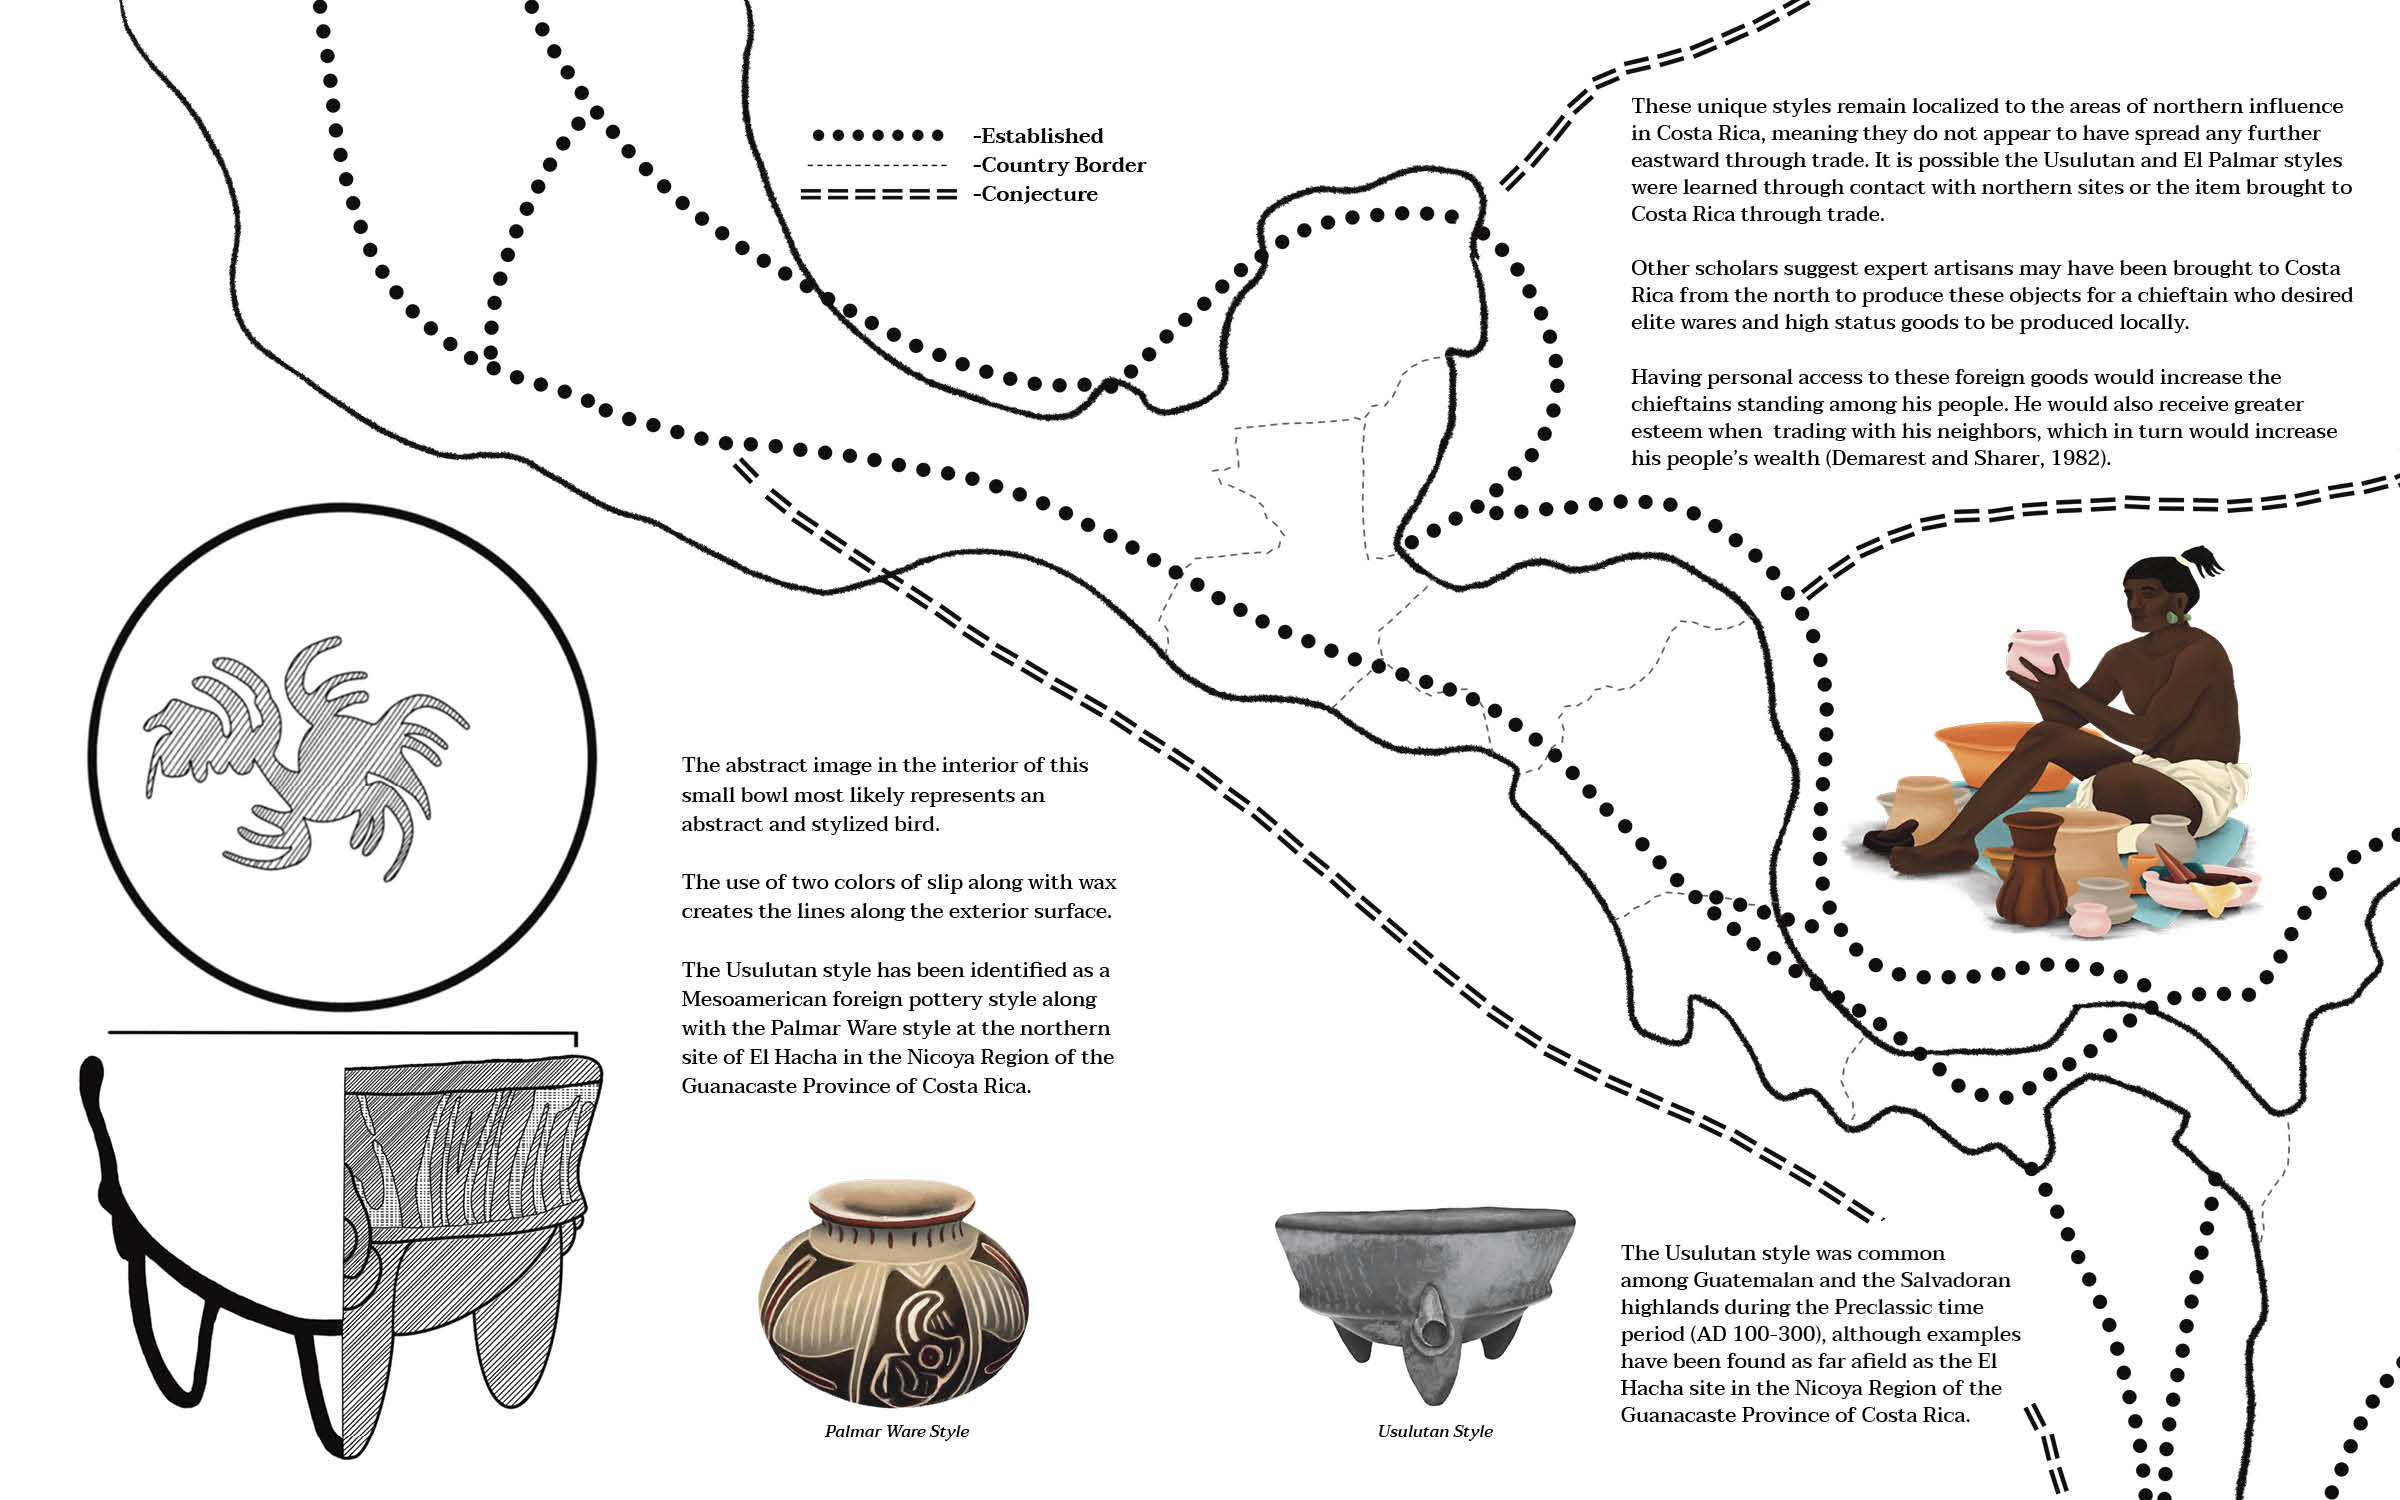 -Established
-Country Border
-Conjecture
These unique styles remain localized to the areas of northern influence
in Costa Rica, meaning they do not appear to have spread any further
eastward through trade. It is possible the Usulutan and El Palmar styles
were learned through contact with northern sites or the item brought to
Costa Rica through trade.
Other scholars suggest expert artisans may have been brought to Costa
Rica from the north to produce these objects for a chieftain who desired
elite wares and high status goods to be produced locally.
Having personal access to these foreign goods would increase the
chieftains standing among his people. He would also receive greater
esteem when  trading with his neighbors, which in turn would increase
his people’s wealth (Demarest and Sharer, 1982).
The abstract image in the interior of this
small bowl most likely represents an
abstract and stylized bird.
The use of two colors of slip along with wax
creates the lines along the exterior surface.
The Usulutan style has been identified as a
Mesoamerican foreign pottery style along
with the Palmar Ware style at the northern
site of El Hacha in the Nicoya Region of the
Guanacaste Province of Costa Rica.
Palmar Ware Style
Usulutan Style
The Usulutan style was common
among Guatemalan and the Salvadoran
highlands during the Preclassic time
period (AD 100-300), although examples
have been found as far afield as the El
Hacha site in the Nicoya Region of the
Guanacaste Province of Costa Rica.